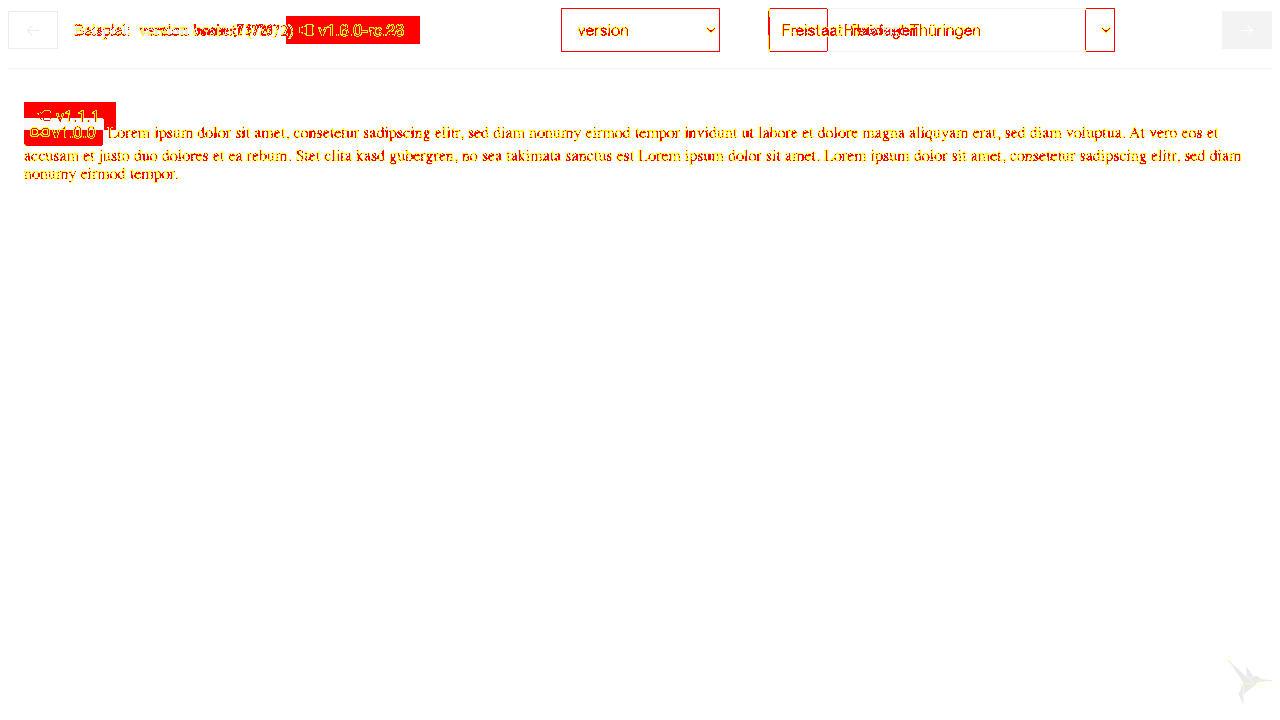 ← Beispiel: version v1.6.0-rc.28 version Freistaat Thüringen →
v1.1.1
v1.0.0 Lorem ipsum dolor sit amet, consetetur sadipscing elitr, sed diam nonumy eirmod tempor invidunt ut labore et dolore magna aliquyam erat, sed diam voluptua. At vero eos et
accusam et justo duo dolores et ea rebum. Stet clita kasd gubergren, no sea takimata sanctus est Lorem ipsum dolor sit amet. Lorem ipsum dolor sit amet, consetetur sadipscing elitr, sed diam
nonumy eirmod tempor.